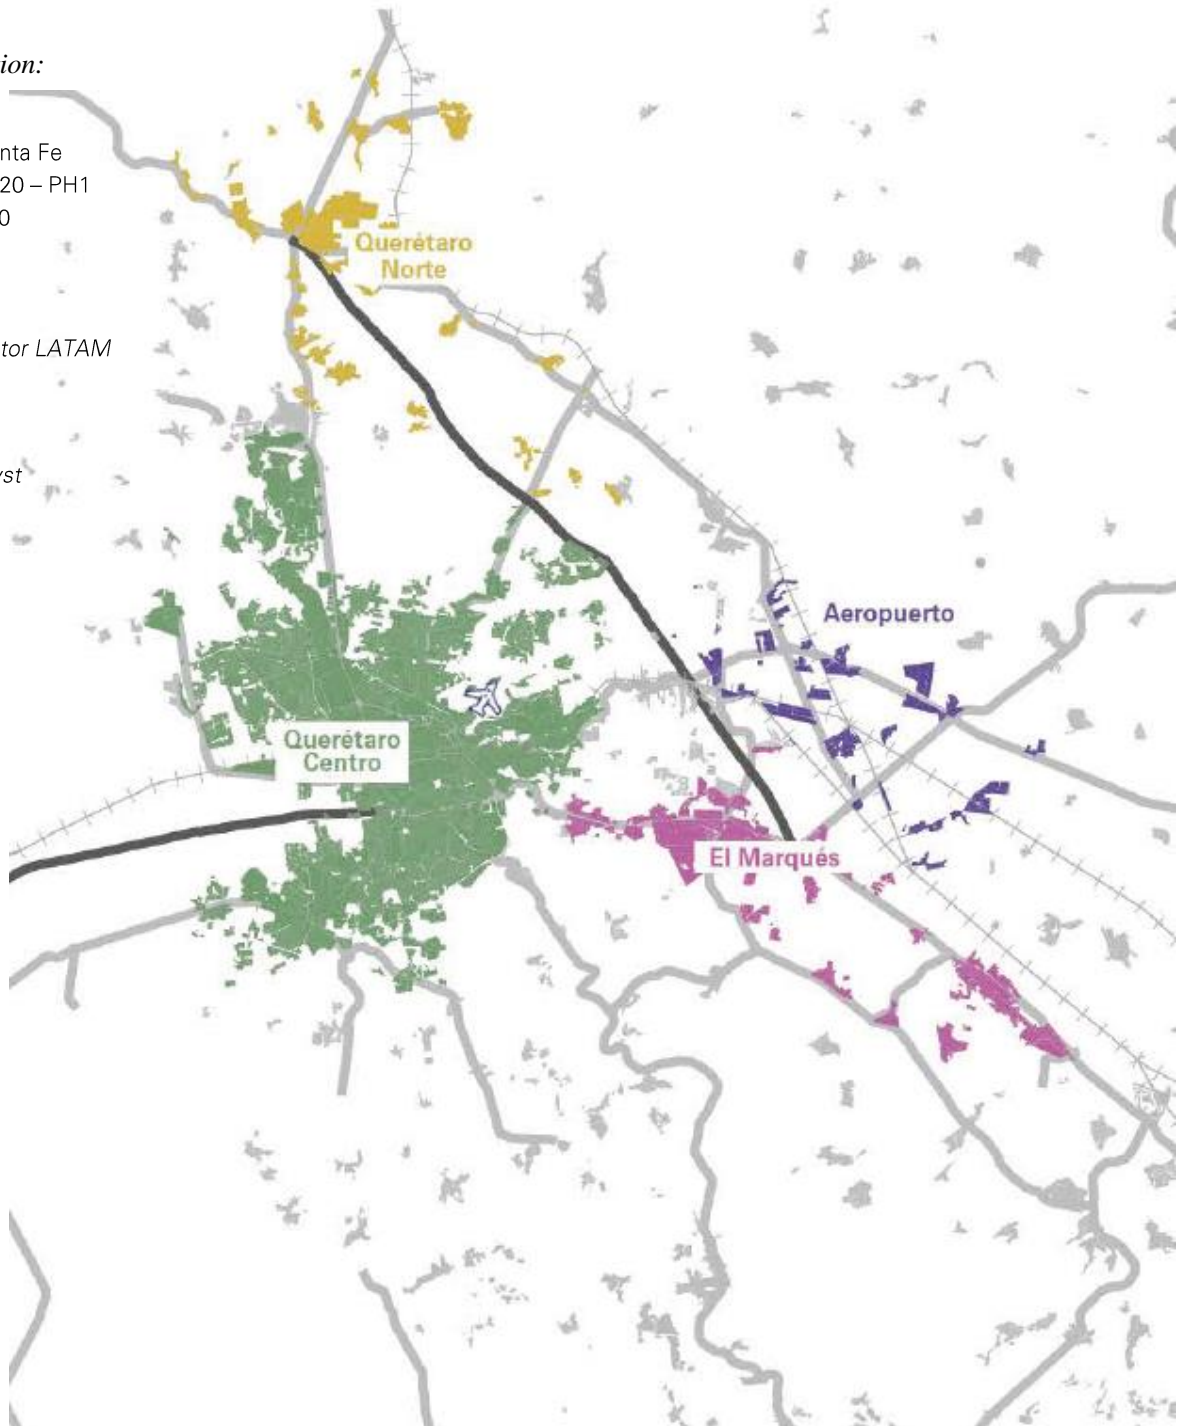 ion:
nta Fe
20 – PH1
0
tor LATAM
yst
Querétaro
Norte
Aeropuerto
Querétaro
Centro
El Marqués